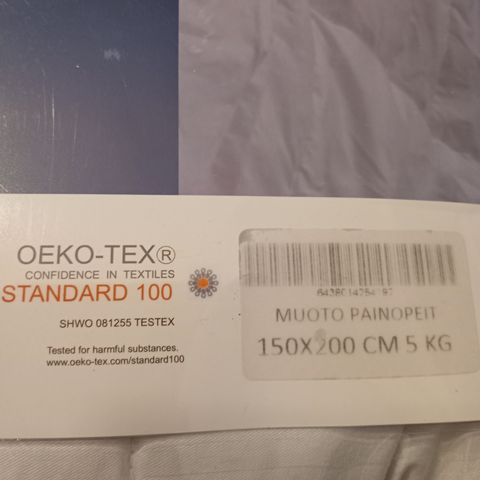 OEKO-TEX®
CONFIDENCE IN TEXTILES
STANDARD 100
SHWO 081255 TESTEX
Tested for harmful substances.
www.oeko-tex.com/standard100
MUOTO PAINOPEIT
150X200 CM 5 KG